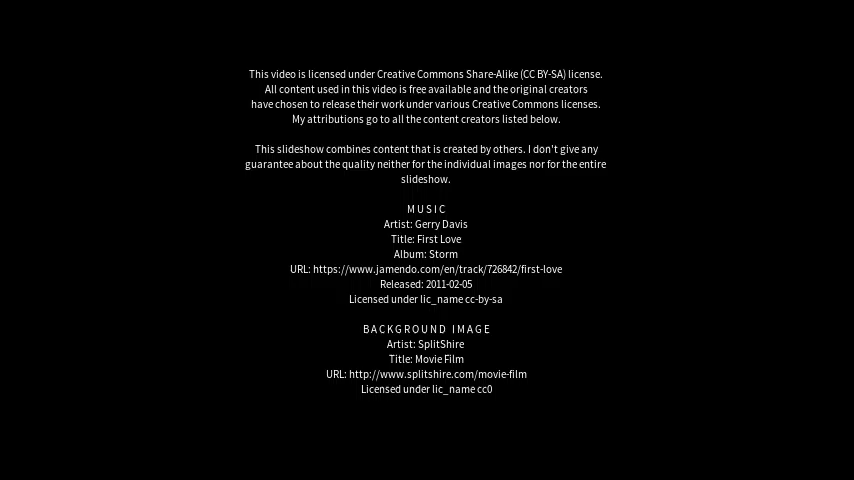 This video is licensed under Creative Commons Share-Alike (CC BY-SA) license.
All content used in this video is free available and the original creators
have chosen to release their work under various Creative Commons licenses.
My attributions go to all the content creators listed below.
This slideshow combines content that is created by others. I don't give any
guarantee about the quality neither for the individual images nor for the entire
slideshow.
MUSIC
Artist: Gerry Davis
Title: First Love
Album: Storm
URL: https://www.jamendo.com/en/track/726842/first-love
Released: 2011-02-05
Licensed under lic_name cc-by-sa
BACKGROUND IMAGE
Artist: SplitShire
Title: Movie Film
URL: http://www.splitshire.com/movie-film
Licensed under lic_name cc0